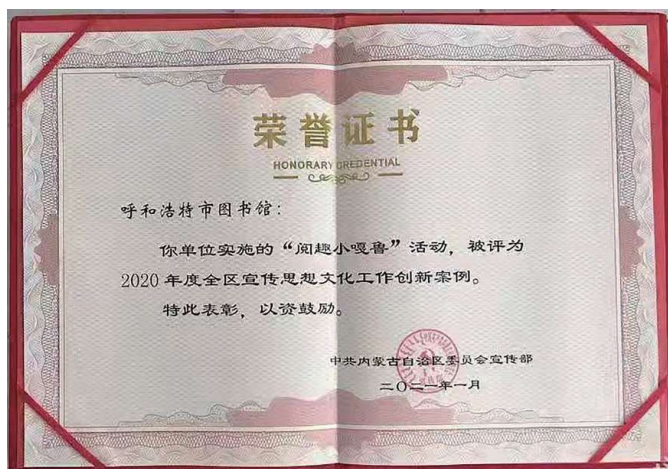 荣誉证书
HONORARY CREDENTIAL
呼和浩特市图书馆：
你单位实施的“阅趣小嘎鲁”活动，被评为
2020年度全区宣传思想文化工作创新案例。
特此表彰，以资鼓励。
中共内蒙古自治区委员会宣传部
二〇二一年一月